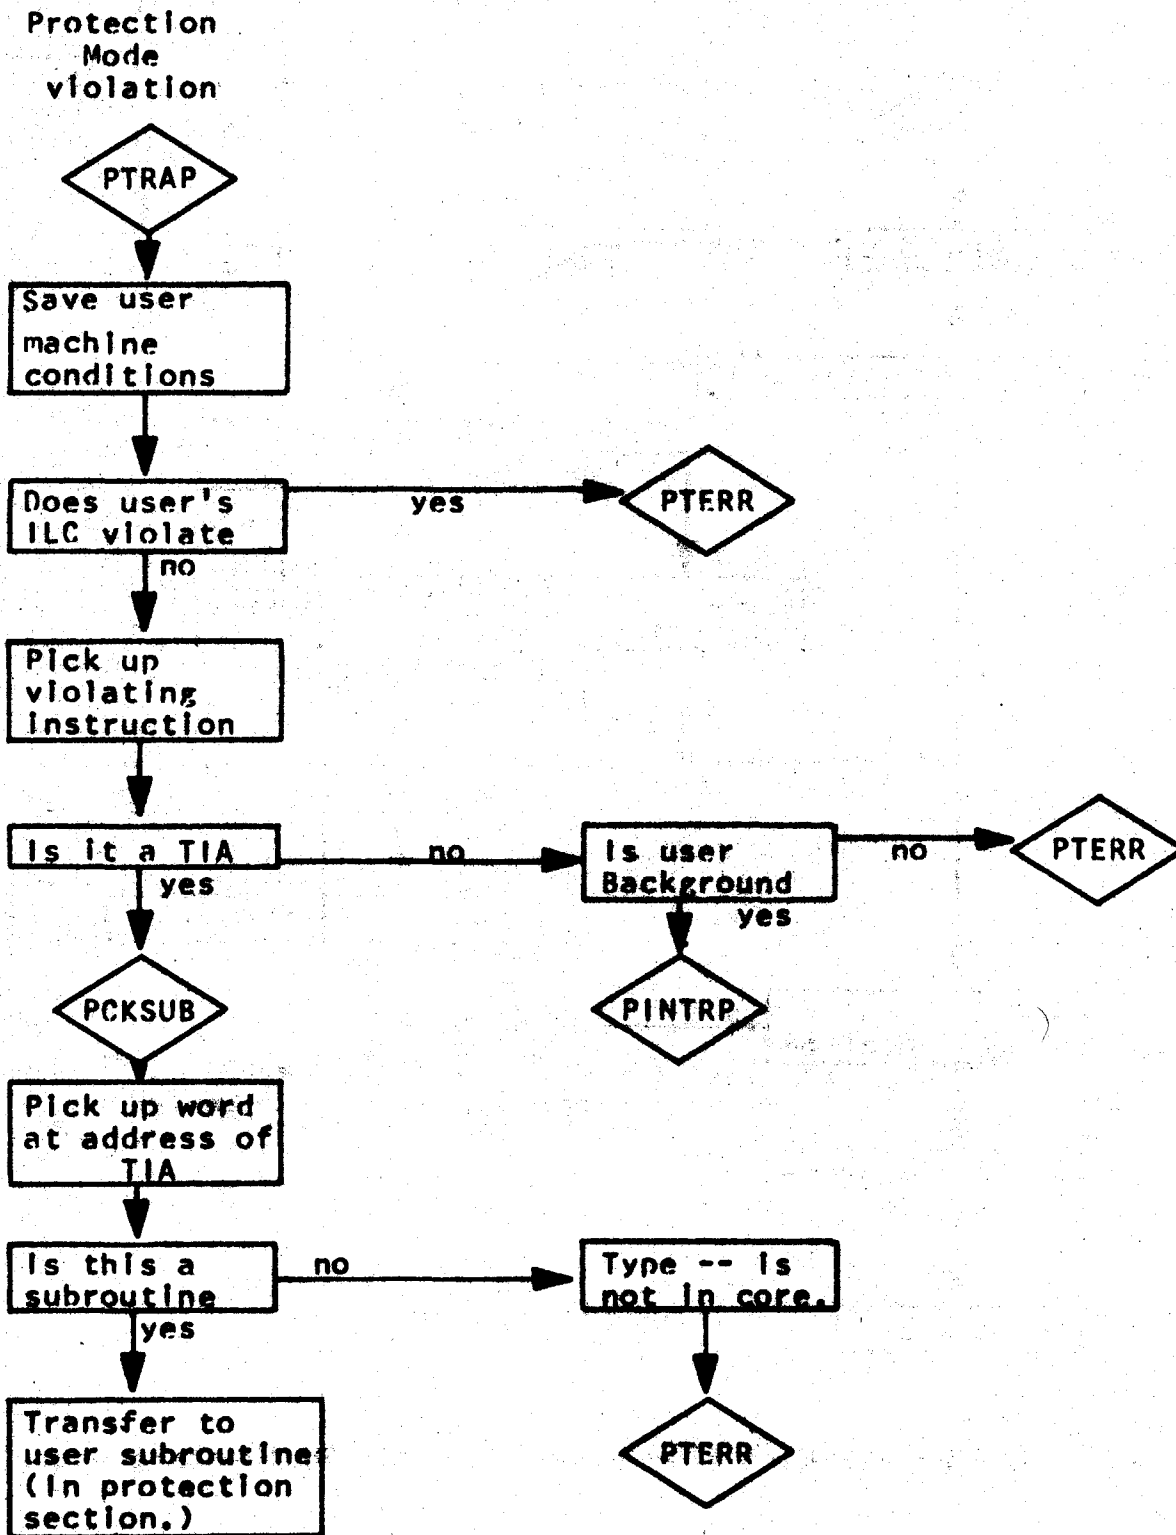 Protection
Mode
violation
PTRAP
Save user
machine
conditions
Does user's
ILC violate
yes
PTERR
no
Pick up
violating
instruction
Is it a TIA
no
Is user
Background
no
PTERR
yes
yes
PCKSUB
PINTRP
Pick up word
at address of
TIA
Is this a
subroutine
no
Type -- is
not in core.
yes
Transfer to
user subroutine
(in protection
section.)
PTERR